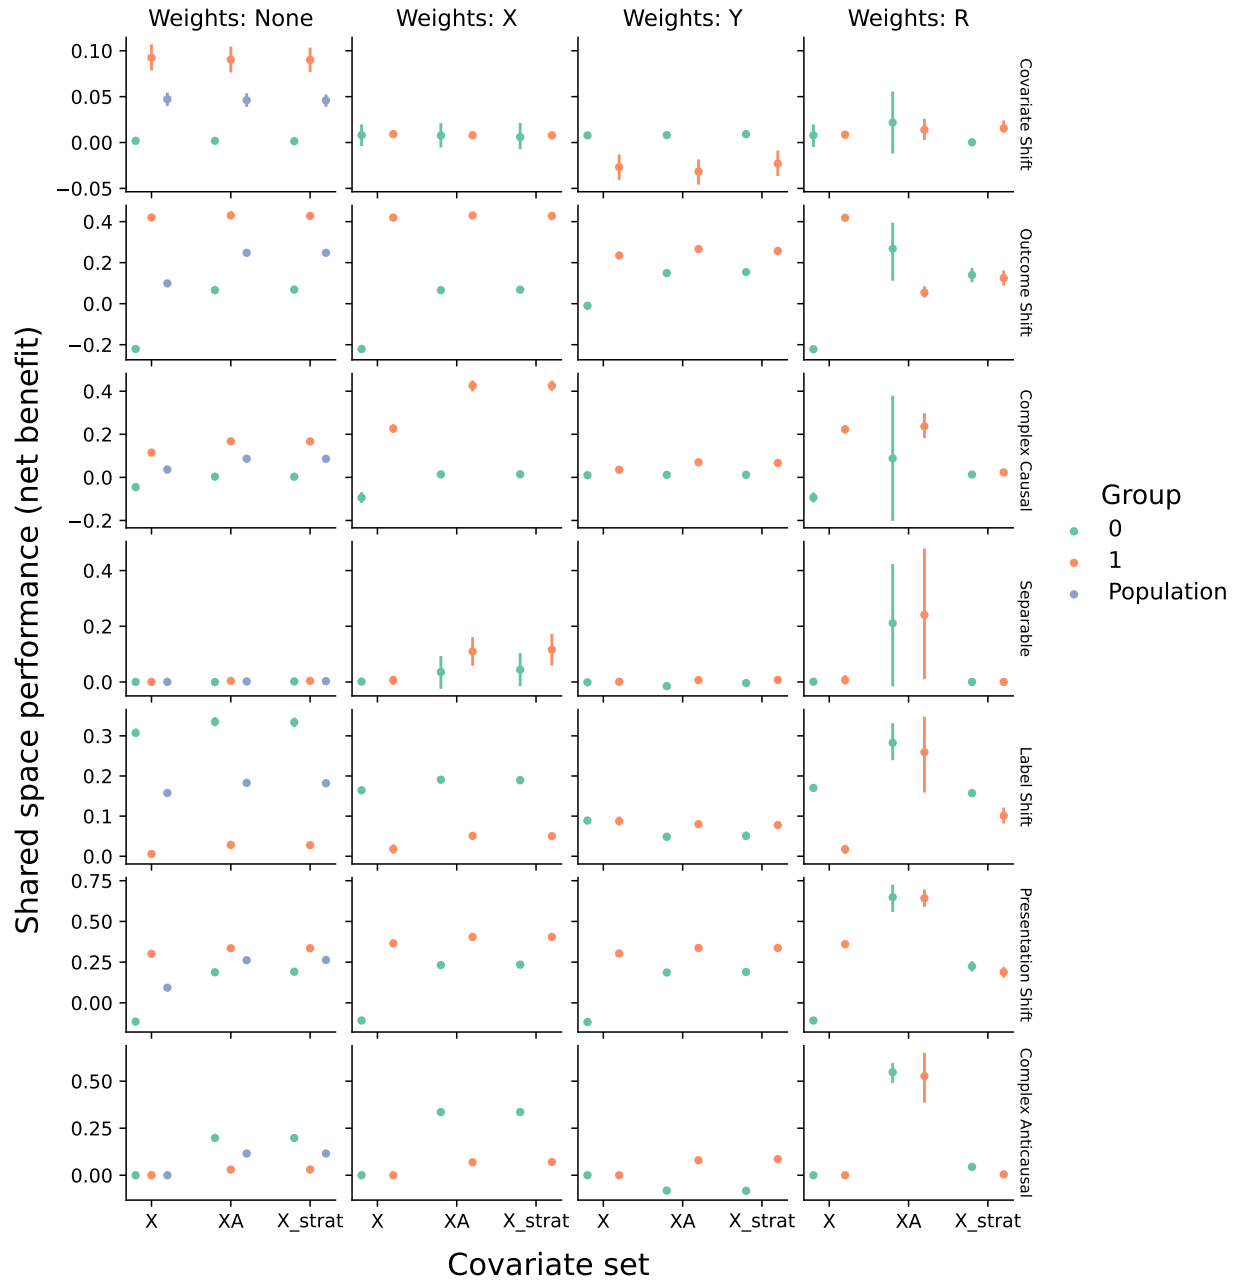 Weights: None
Weights: X
Weights: Y
Weights: R
Shared space performance (net benefit)
0.10
0.05
0.00
−0.05
Covariate Shift
0.4
0.2
0.0
−0.2
Outcome Shift
0.4
0.2
0.0
−0.2
Complex Causal
0.4
0.2
0.0
Separable
0.3
0.2
0.1
0.0
Label Shift
0.75
0.50
0.25
0.00
Presentation Shift
0.50
0.25
0.00
Complex Anticausal
X
XA
X_strat
X
XA
X_strat
X
XA
X_strat
X
XA
X_strat
Covariate set
Group
0
1
Population